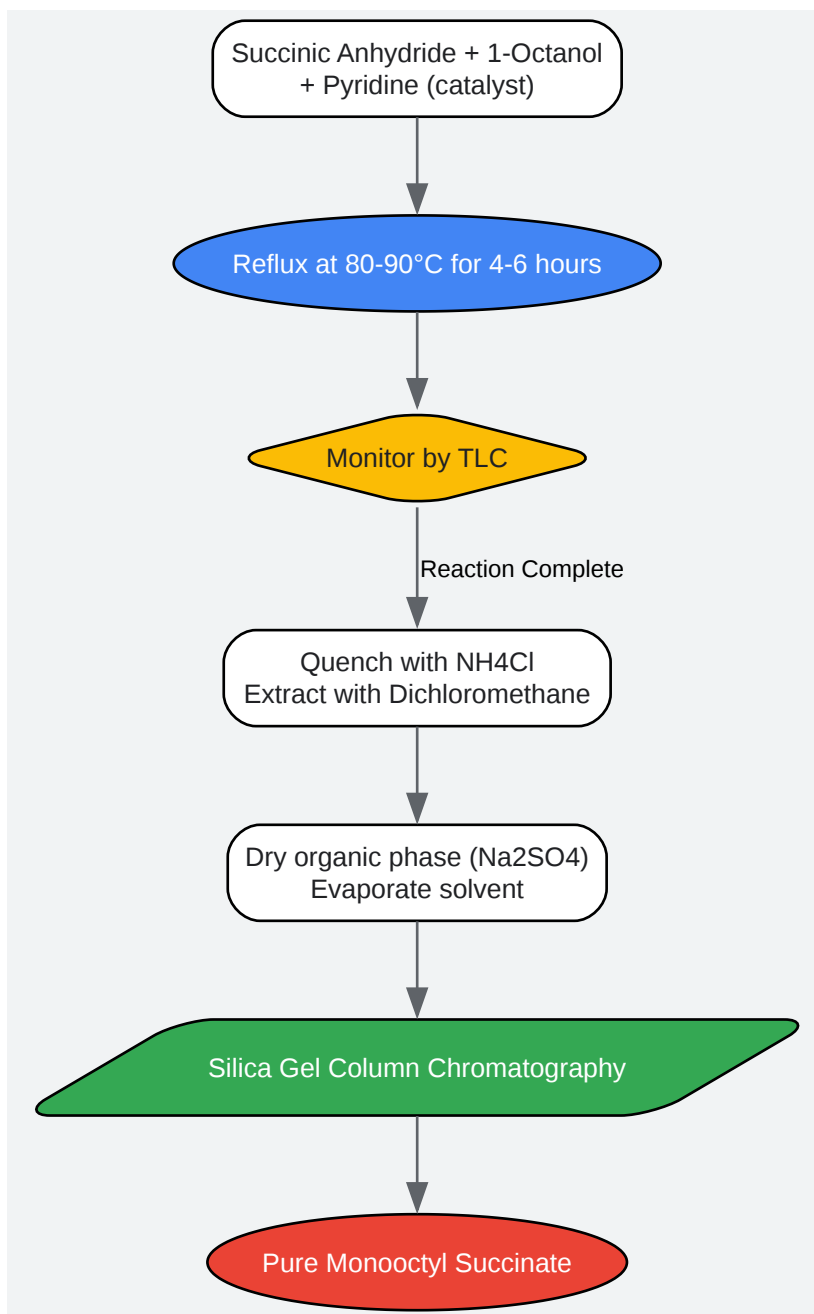 Succinic Anhydride + 1-Octanol
+ Pyridine (catalyst)
Reflux at 80-90°C for 4-6 hours
Monitor by TLC
Reaction Complete
Quench with NH4Cl
Extract with Dichloromethane
Dry organic phase (Na2SO4)
Evaporate solvent
Silica Gel Column Chromatography
Pure Monooctyl Succinate